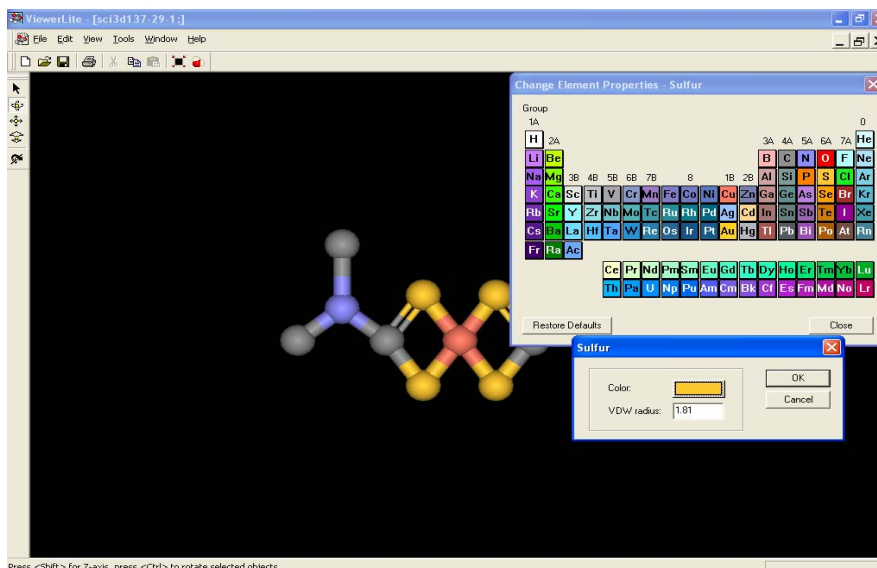 ViewerLite - [sci3d137-29-1:]
File Edit View Tools Window Help
Change Element Properties - Sulfur
Group
1A 0
H 2A 3A 4A 5A 6A 7A He
Li Be B C N O F Ne
Na Mg 3B 4B 5B 6B 7B 8 1B 2B Al Si P S Cl Ar
K Ca Sc Ti V Cr Mn Fe Co Ni Cu Zn Ga Ge As Se Br Kr
Rb Sr Y Zr Nb Mo Tc Ru Rh Pd Ag Cd In Sn Sb Te I Xe
Cs Ba La Hf Ta W Re Os Ir Pt Au Hg Tl Pb Bi Po At Rn
Fr Ra Ac
Ce Pr Nd Pm Sm Eu Gd Tb Dy Ho Er Tm Yb Lu
Th Pa U Np Pu Am Cm Bk Cf Es Fm Md No Lr
Restore Defaults Close
Sulfur
Color: OK
VDW radius: 1.81 Cancel
Press <Shift> for Z-axis, press <Ctrl> to rotate selected objects